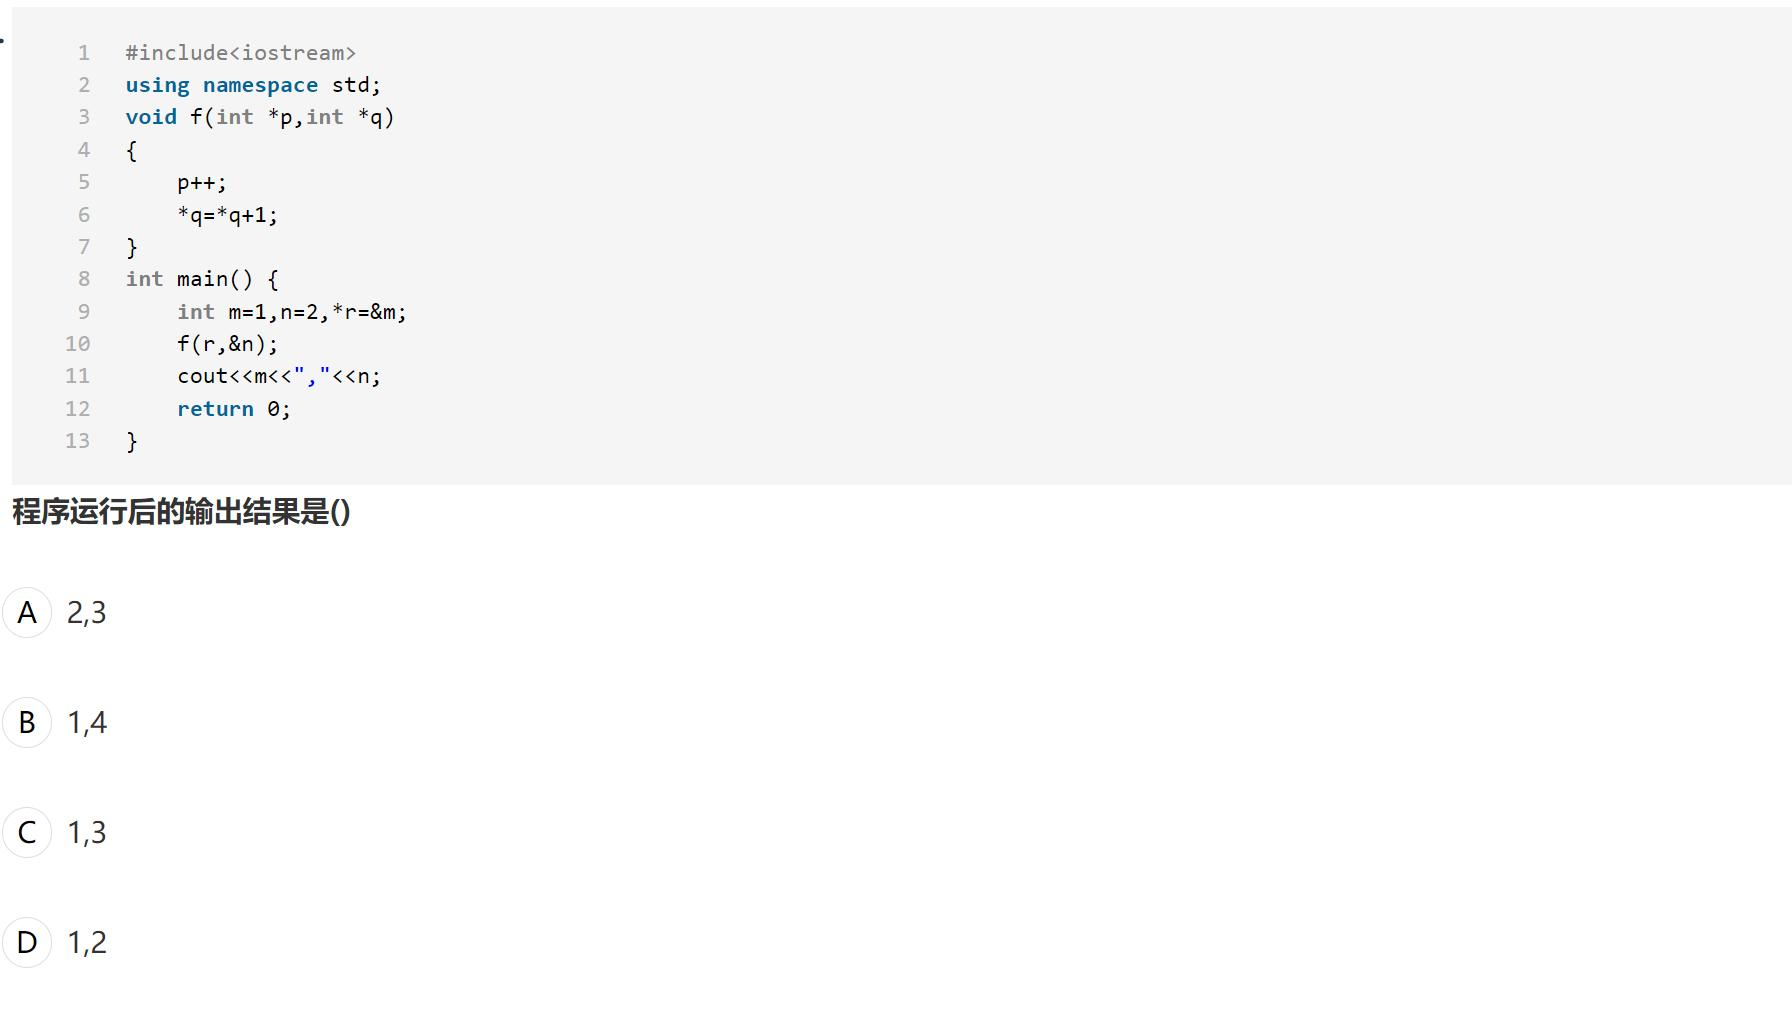 1 #include<iostream>
2 using namespace std;
3 void f(int *p,int *q)
4 {
5     p++;
6     *q=*q+1;
7 }
8 int main() {
9     int m=1,n=2,*r=&m;
10     f(r,&n);
11     cout<<m<<","<<n;
12     return 0;
13 }
程序运行后的输出结果是()
A 2,3
B 1,4
C 1,3
D 1,2